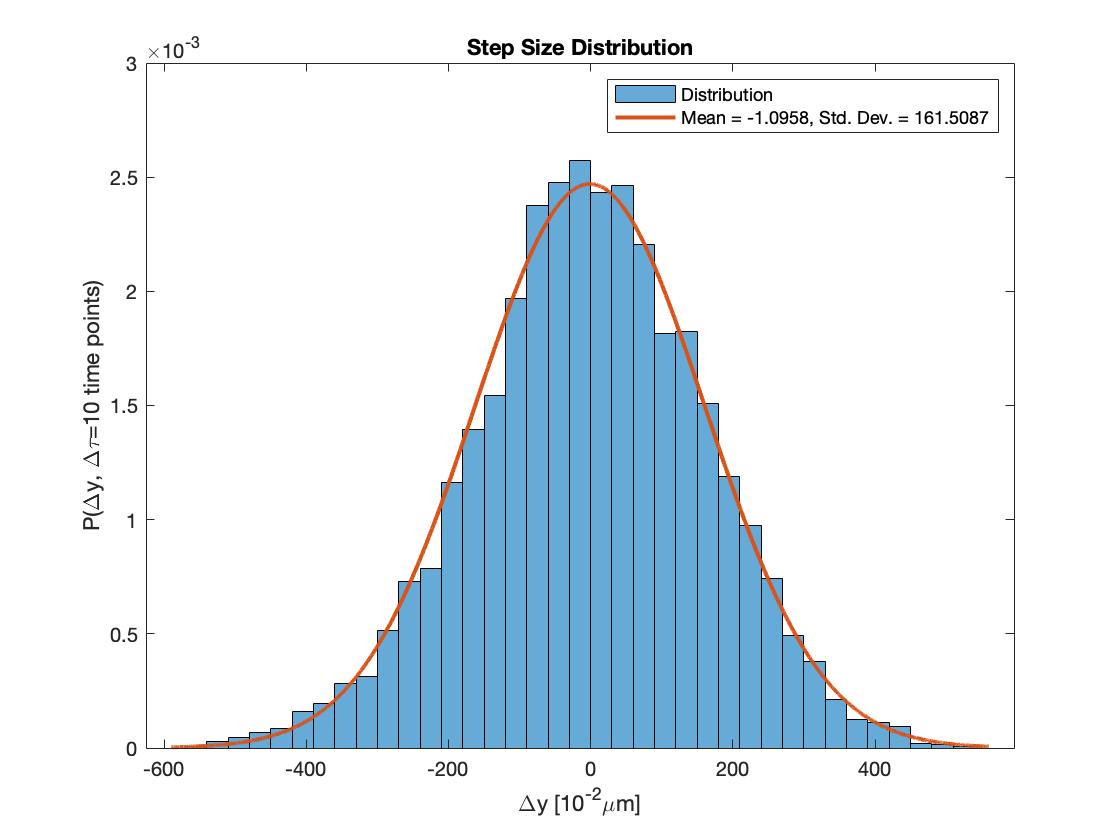 Step Size Distribution
×10-3
Distribution
Mean = -1.0958, Std. Dev. = 161.5087
3
2.5
2
1.5
1
0.5
0
P(Δy, Δτ=10 time points)
-600 -400 -200 0 200 400
Δy [10-2μm]